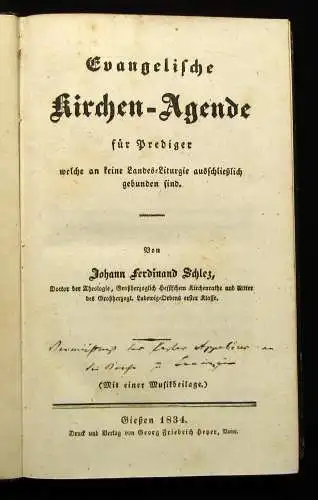 Evangelische
Kirchen-Agende
für Prediger
welche an keine Landes-Liturgie ausschließlich
gebunden sind.
Von
Johann Ferdinand Schlez,
Doctor der Theologie, Großherzoglich Hessischem Kirchenrathe und Ritter
des Großherzogl. Ludwig-Ordens erster Klasse.
(Mit einer Musikbeilage.)
Gießen 1834.
Druck und Verlag von Georg Friedrich Heyer, Vater.